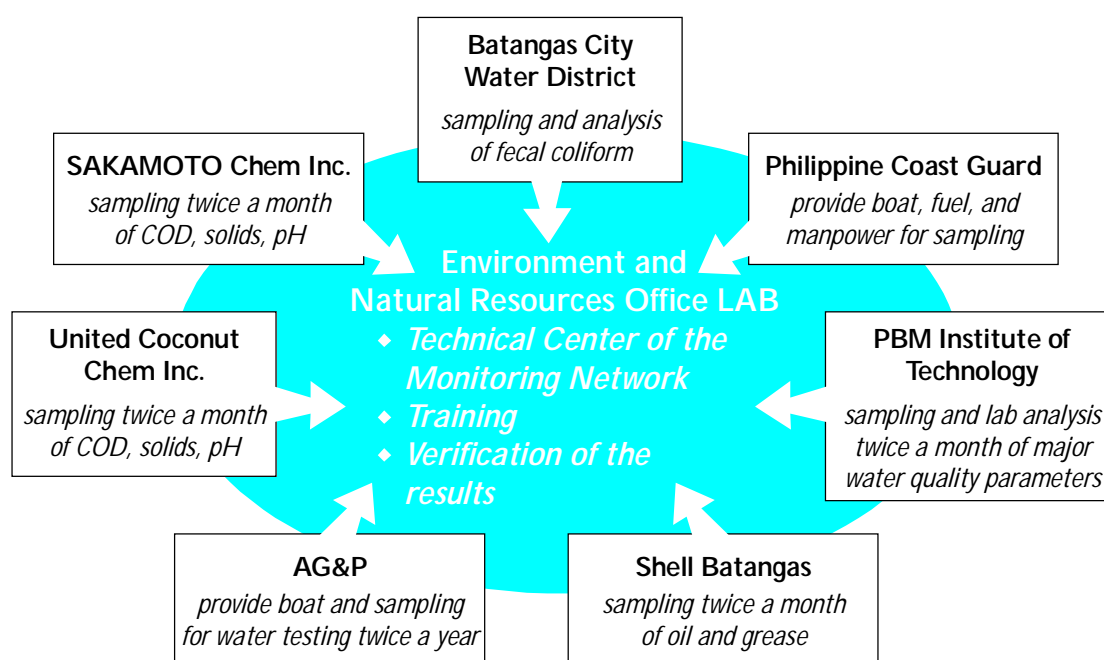 Batangas City
Water District
sampling and analysis
of fecal coliform
SAKAMOTO Chem Inc.
sampling twice a month
of COD, solids, pH
Philippine Coast Guard
provide boat, fuel, and
manpower for sampling
Environment and
Natural Resources Office LAB
◆ Technical Center of the
Monitoring Network
◆ Training
◆ Verification of the
results
United Coconut
Chem Inc.
sampling twice a month
of COD, solids, pH
PBM Institute of
Technology
sampling and lab analysis
twice a month of major
water quality parameters
AG&P
provide boat and sampling
for water testing twice a year
Shell Batangas
sampling twice a month
of oil and grease